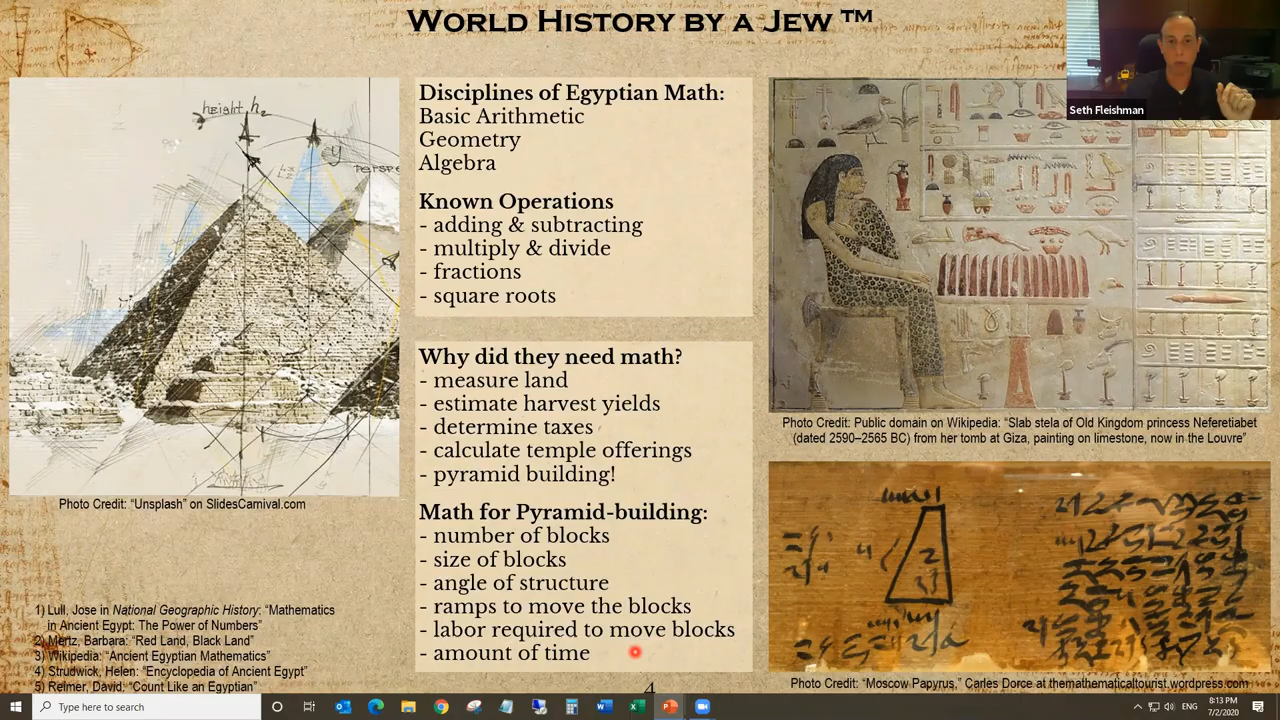 World History by a Jew ™
Seth Fleishman
height h2
Disciplines of Egyptian Math:
Basic Arithmetic
Geometry
Algebra
Known Operations
- adding & subtracting
- multiply & divide
- fractions
- square roots
Why did they need math?
- measure land
- estimate harvest yields
- determine taxes
- calculate temple offerings
- pyramid building!
Math for Pyramid-building:
- number of blocks
- size of blocks
- angle of structure
- ramps to move the blocks
- labor required to move blocks
- amount of time
Photo Credit: “Unsplash” on SlidesCarnival.com
1) Lull, Jose in National Geographic History: “Mathematics
in Ancient Egypt: The Power of Numbers”
2) Mertz, Barbara: “Red Land, Black Land”
3) Wikipedia: “Ancient Egyptian Mathematics”
4) Strudwick, Helen: “Encyclopedia of Ancient Egypt”
5) Reimer, David: “Count Like an Egyptian”
Photo Credit: Public domain on Wikipedia: “Slab stela of Old Kingdom princess Neferetiabet
(dated 2590–2565 BC) from her tomb at Giza, painting on limestone, now in the Louvre”
Photo Credit: “Moscow Papyrus,” Carles Dorce at themathematicaltourist.wordpress.com
4
Type here to search
ENG
8:13 PM
7/2/2020